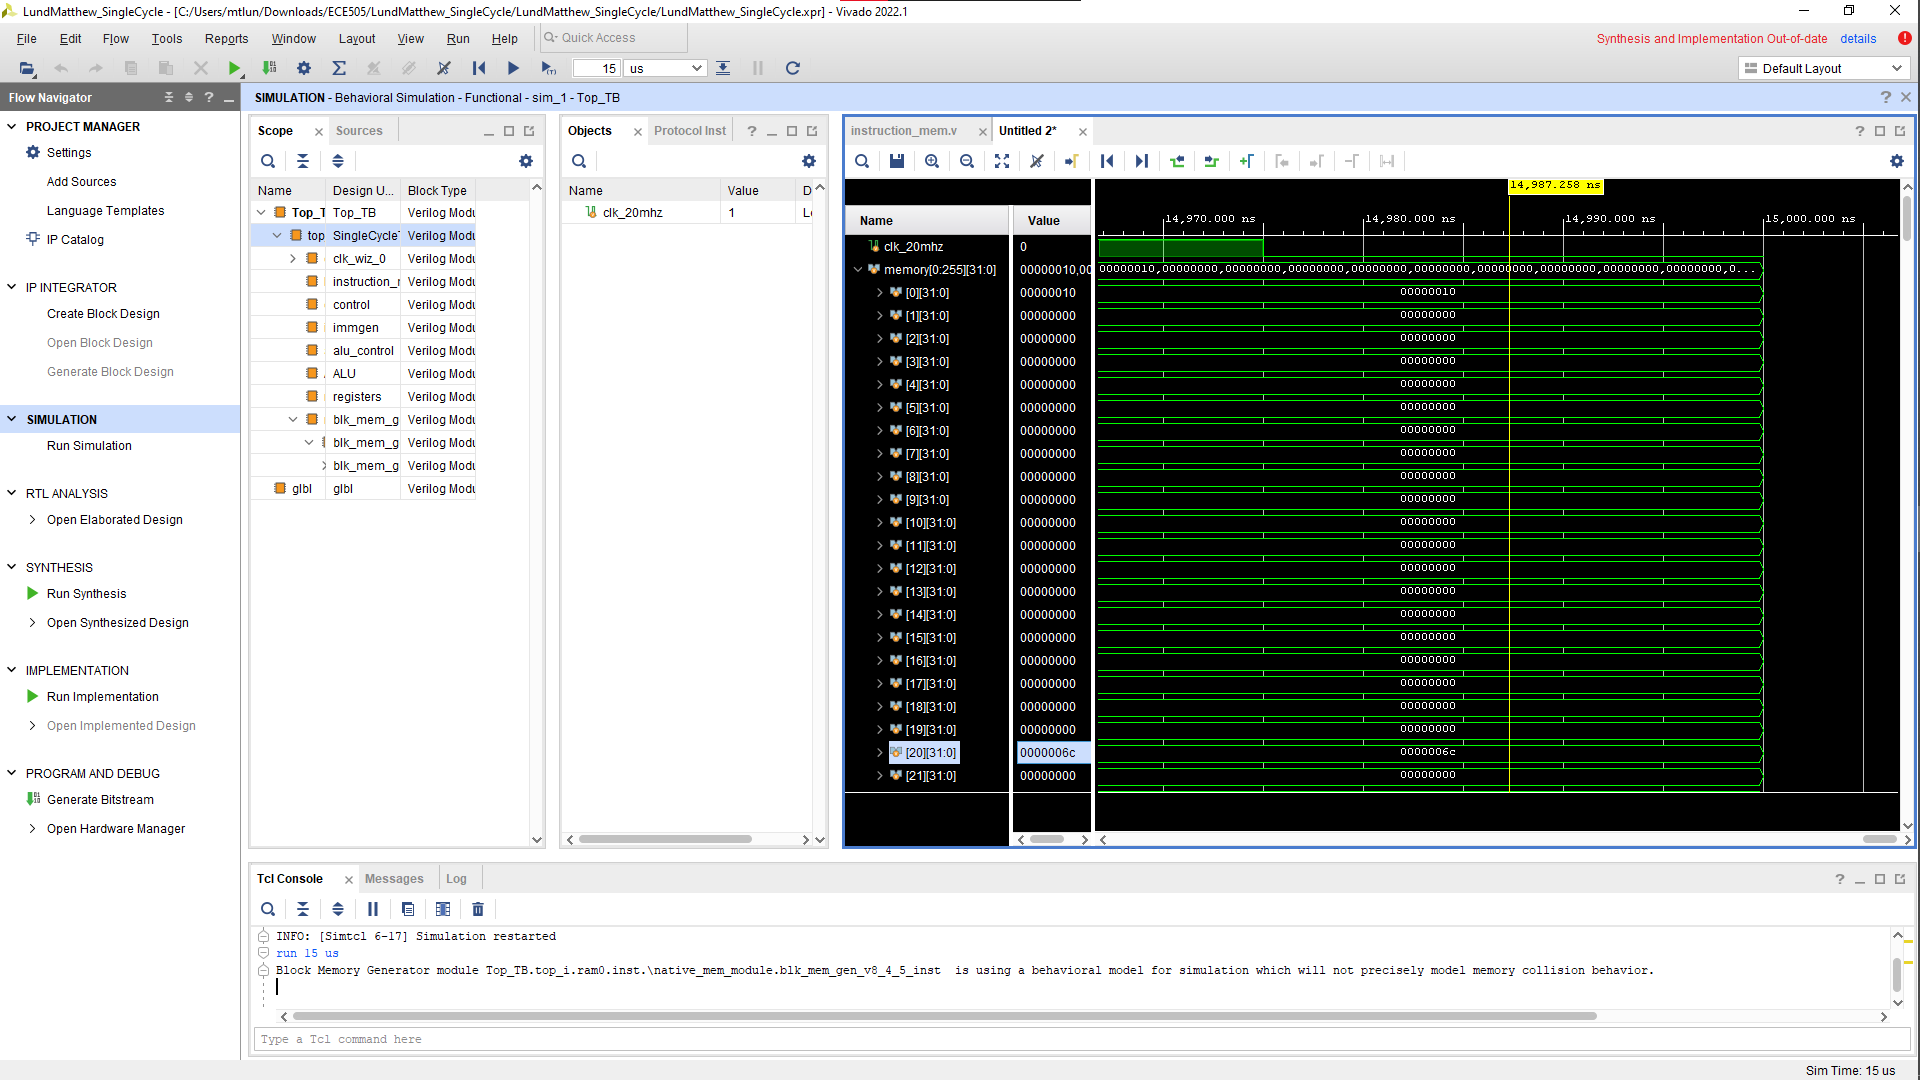 LundMatthew_SingleCycle - [C:/Users/mtlun/Downloads/ECE505/LundMatthew_SingleCycle/LundMatthew_SingleCycle/LundMatthew_SingleCycle.xpr] - Vivado 2022.1
File Edit Flow Tools Reports Window Layout View Run Help Quick Access
Synthesis and Implementation Out-of-date details
15 us
Default Layout
Flow Navigator
PROJECT MANAGER
Settings
Add Sources
Language Templates
IP Catalog
IP INTEGRATOR
Create Block Design
Open Block Design
Generate Block Design
SIMULATION
Run Simulation
RTL ANALYSIS
Open Elaborated Design
SYNTHESIS
Run Synthesis
Open Synthesized Design
IMPLEMENTATION
Run Implementation
Open Implemented Design
PROGRAM AND DEBUG
Generate Bitstream
Open Hardware Manager
SIMULATION - Behavioral Simulation - Functional - sim_1 - Top_TB
Scope Sources
Name Design U... Block Type
Top_T Top_TB Verilog Modu
top SingleCycleT Verilog Modu
clk_wiz_0 Verilog Modu
instruction_r Verilog Modu
control Verilog Modu
immgen Verilog Modu
alu_control Verilog Modu
ALU Verilog Modu
registers Verilog Modu
blk_mem_g Verilog Modu
blk_mem_g Verilog Modu
blk_mem_g Verilog Modu
glbl glbl Verilog Modu
Objects Protocol Inst
Name Value D
clk_20mhz 1 L
instruction_mem.v Untitled 2*
14,987.258 ns
Name Value
14,970.000 ns 14,980.000 ns 14,990.000 ns 15,000.000 ns
clk_20mhz 0
memory[0:255][31:0] 00000010,00 00000010,00000000,00000000,00000000,00000000,00000000,00000000,00000000,00000000,00000000,0...
[0][31:0] 00000010 00000010
[1][31:0] 00000000 00000000
[2][31:0] 00000000 00000000
[3][31:0] 00000000 00000000
[4][31:0] 00000000 00000000
[5][31:0] 00000000 00000000
[6][31:0] 00000000 00000000
[7][31:0] 00000000 00000000
[8][31:0] 00000000 00000000
[9][31:0] 00000000 00000000
[10][31:0] 00000000 00000000
[11][31:0] 00000000 00000000
[12][31:0] 00000000 00000000
[13][31:0] 00000000 00000000
[14][31:0] 00000000 00000000
[15][31:0] 00000000 00000000
[16][31:0] 00000000 00000000
[17][31:0] 00000000 00000000
[18][31:0] 00000000 00000000
[19][31:0] 00000000 00000000
[20][31:0] 0000006c 0000006c
[21][31:0] 00000000 00000000
Tcl Console Messages Log
INFO: [Simtcl 6-17] Simulation restarted
run 15 us
Block Memory Generator module Top_TB.top_i.ram0.inst.\native_mem_module.blk_mem_gen_v8_4_5_inst  is using a behavioral model for simulation which will not precisely model memory collision behavior.
Type a Tcl command here
Sim Time: 15 us